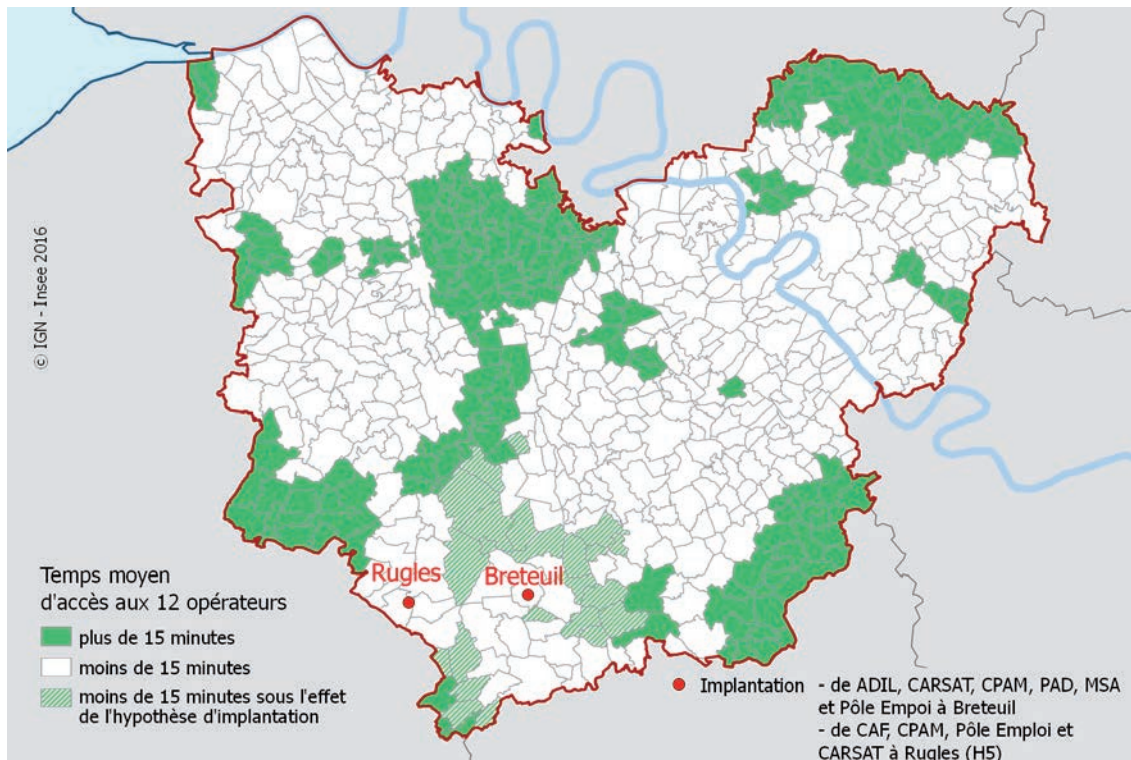 © IGN - Insee 2016
Rugles
Breteuil
Temps moyen
d'accès aux 12 opérateurs
plus de 15 minutes
moins de 15 minutes
moins de 15 minutes sous l'effet
de l'hypothèse d'implantation
Implantation - de ADIL, CARSAT, CPAM, PAD, MSA
et Pôle Empoi à Breteuil
- de CAF, CPAM, Pôle Emploi et
CARSAT à Rugles (H5)